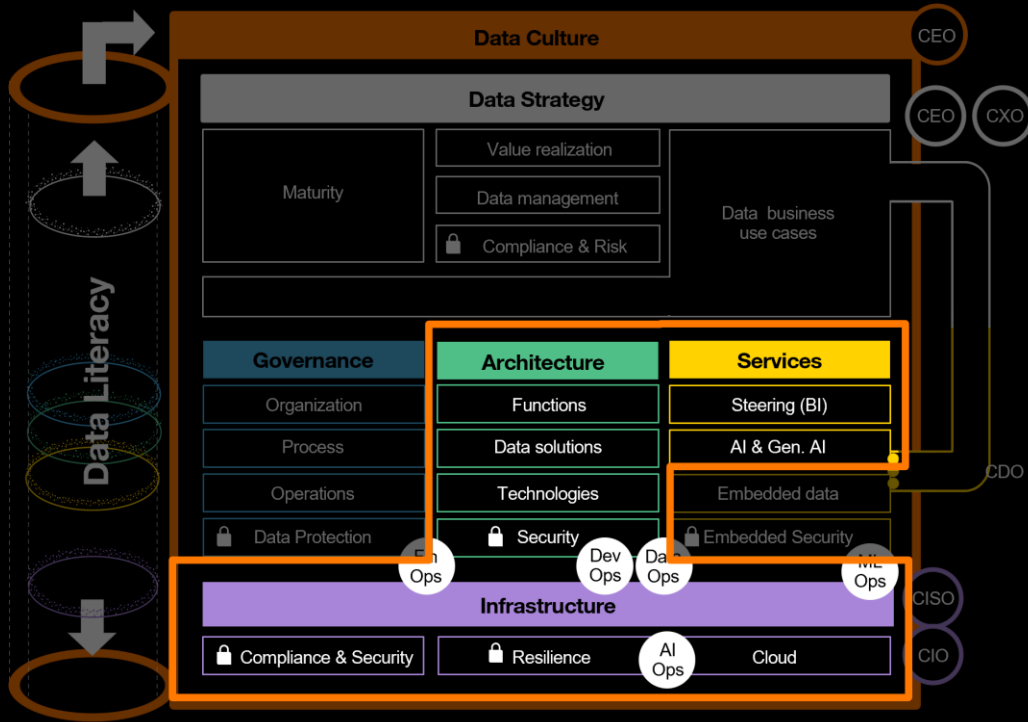 Data Culture
CEO
Data Strategy
CEO
CXO
Maturity
Value realization
Data management
Compliance & Risk
Data business
use cases
Data Literacy
Governance
Architecture
Services
Organization
Functions
Steering (BI)
Process
Data solutions
AI & Gen. AI
Operations
Technologies
Embedded data
CDO
Data Protection
Security
Embedded Security
Ops
Dev
Ops
Data
Ops
ML
Ops
Infrastructure
CISO
Compliance & Security
Resilience
AI
Ops
Cloud
CIO